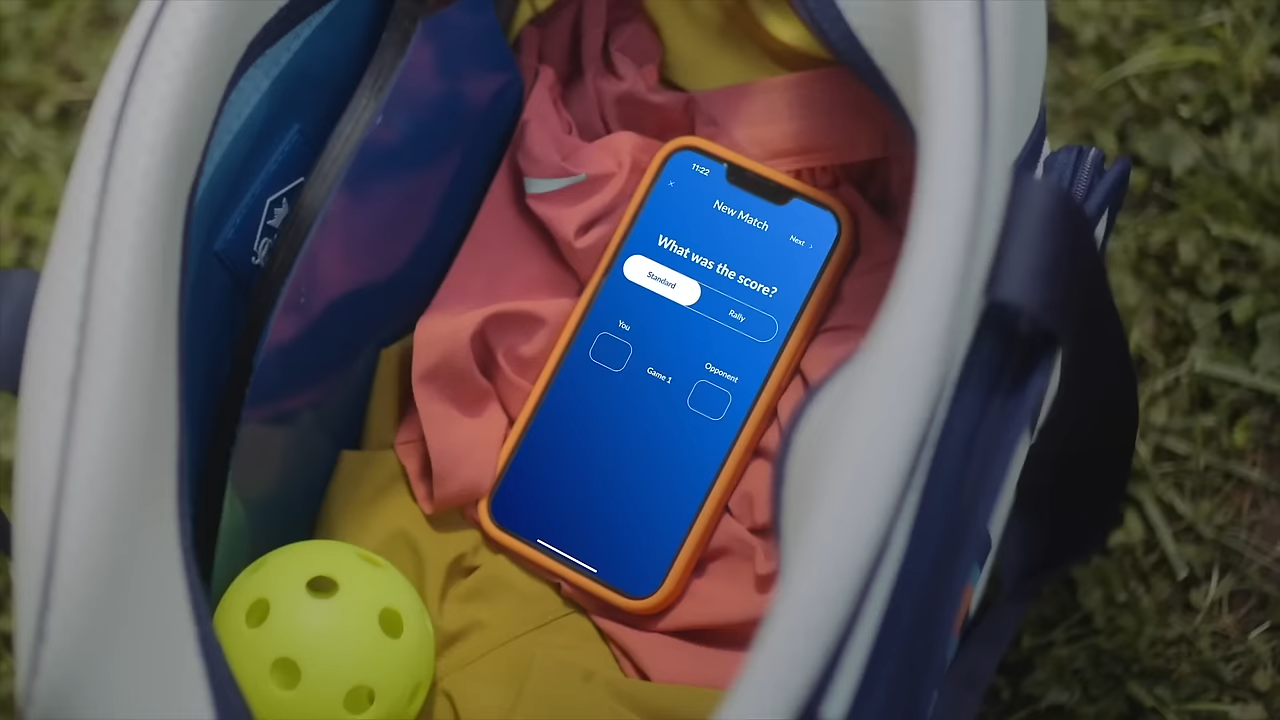 11:22
×
New Match
Next ›
What was the score?
Standard
Rally
You
Opponent
Game 1